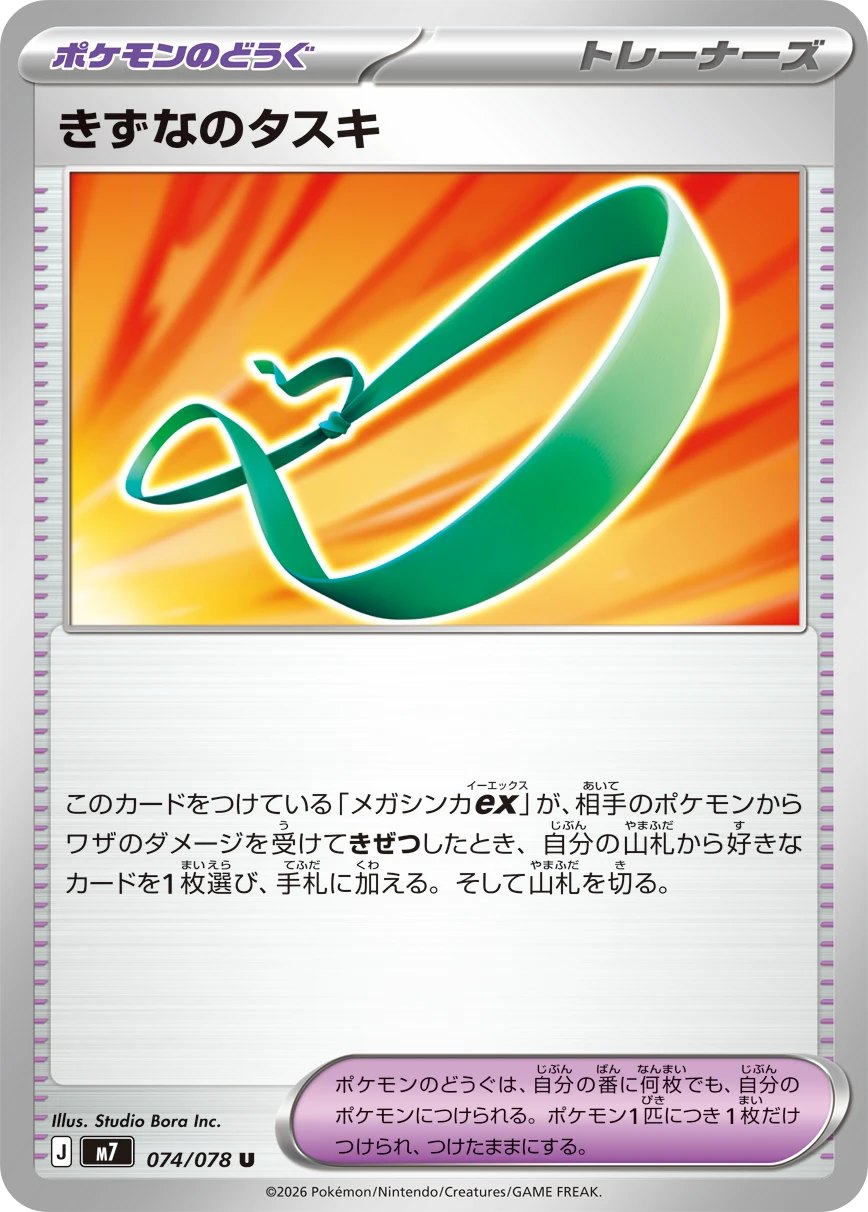 ポケモンのどうぐ
トレーナーズ
きずなのタスキ
このカードをつけている「メガシンカex」が、相手のポケモンから
ワザのダメージを受けてきぜつしたとき、自分の山札から好きな
カードを1枚選び、手札に加える。そして山札を切る。
ポケモンのどうぐは、自分の番に何枚でも、自分の
ポケモンにつけられる。ポケモン1匹につき1枚だけ
つけられ、つけたままにする。
Illus. Studio Bora Inc.
J M7 074/078 U
©2026 Pokémon/Nintendo/Creatures/GAME FREAK.